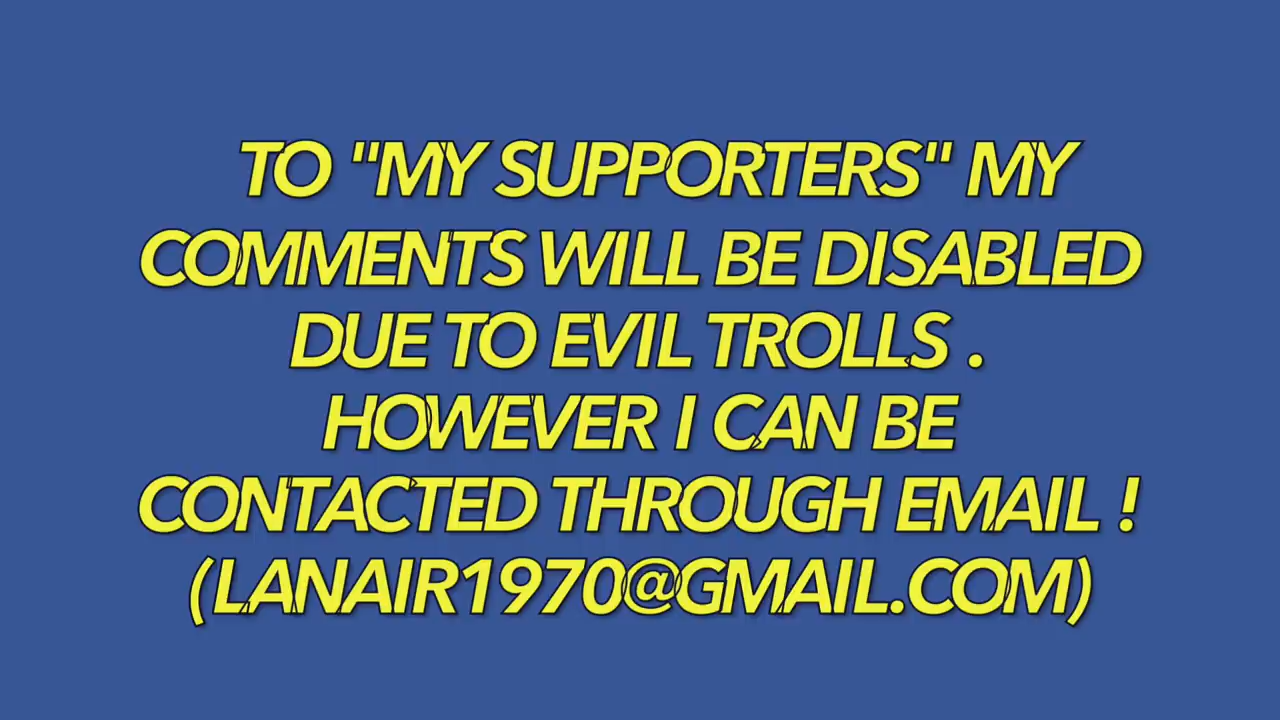 TO "MY SUPPORTERS" MY
COMMENTS WILL BE DISABLED
DUE TO EVIL TROLLS .
HOWEVER I CAN BE
CONTACTED THROUGH EMAIL !
(LANAIR1970@GMAIL.COM)